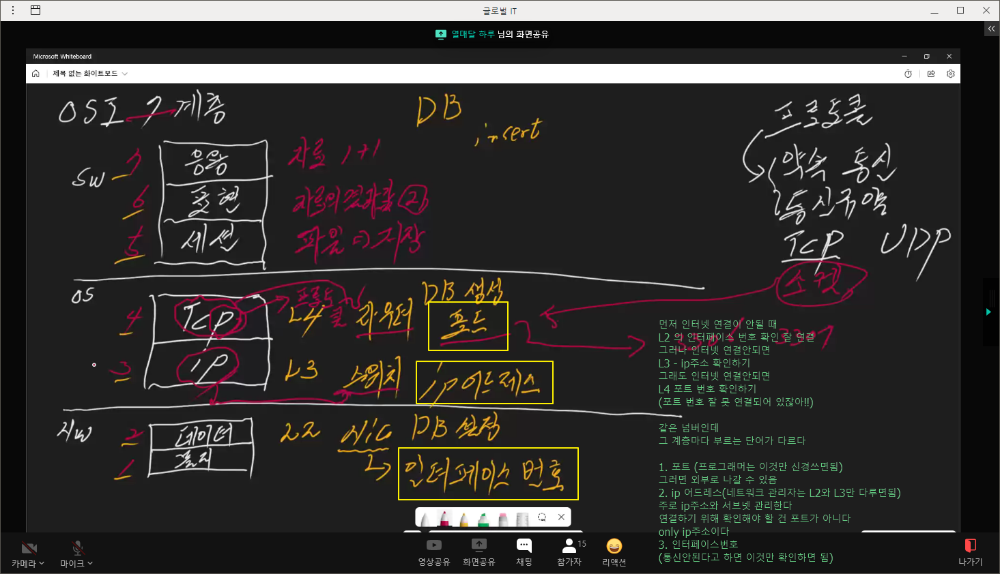 글로벌 IT
열매달 하루 님의 화면공유
Microsoft Whiteboard
제목 없는 화이트보드
OSI 7 계층
DB
insert
프로토콜
약속 통신
통신규약
TCP UDP
소켓
SW
7 응용 자료 1+1
6 표현 자료의 결과값 (2)
5 세션 파일 저장
OS
4 TCP 프로토콜 L4 라우터 DB 생성
포트
3 ip L3 스위치 ip 어드레스
H/W
2 데이터 L2 NIC DB 설정
1 물리
인터페이스 번호
먼저 인터넷 연결이 안될 때
L2 의 인터페이스 번호 확인 잘 연결
그러나 인터넷 연결안되면
L3 - ip주소 확인하기
그래도 인터넷 연결안되면
L4 포트 번호 확인하기
(포트 번호 잘 못 연결되어 있잖아!!)
같은 넘버인데
그 계층마다 부르는 단어가 다르다
1. 포트 (프로그래머는 이것만 신경쓰면됨)
그러면 외부로 나갈 수 있음
2. ip 어드레스(네트워크 관리자는 L2와 L3만 다루면됨)
주로 ip주소와 서브넷 관리한다
연결하기 위해 확인해야 할 건 포트가 아니다
only ip주소이다
3. 인터페이스번호
(통신안된다고 하면 이것만 확인하면 됨)
카메라
마이크
영상공유
화면공유
채팅
참가자 15
리액션
나가기